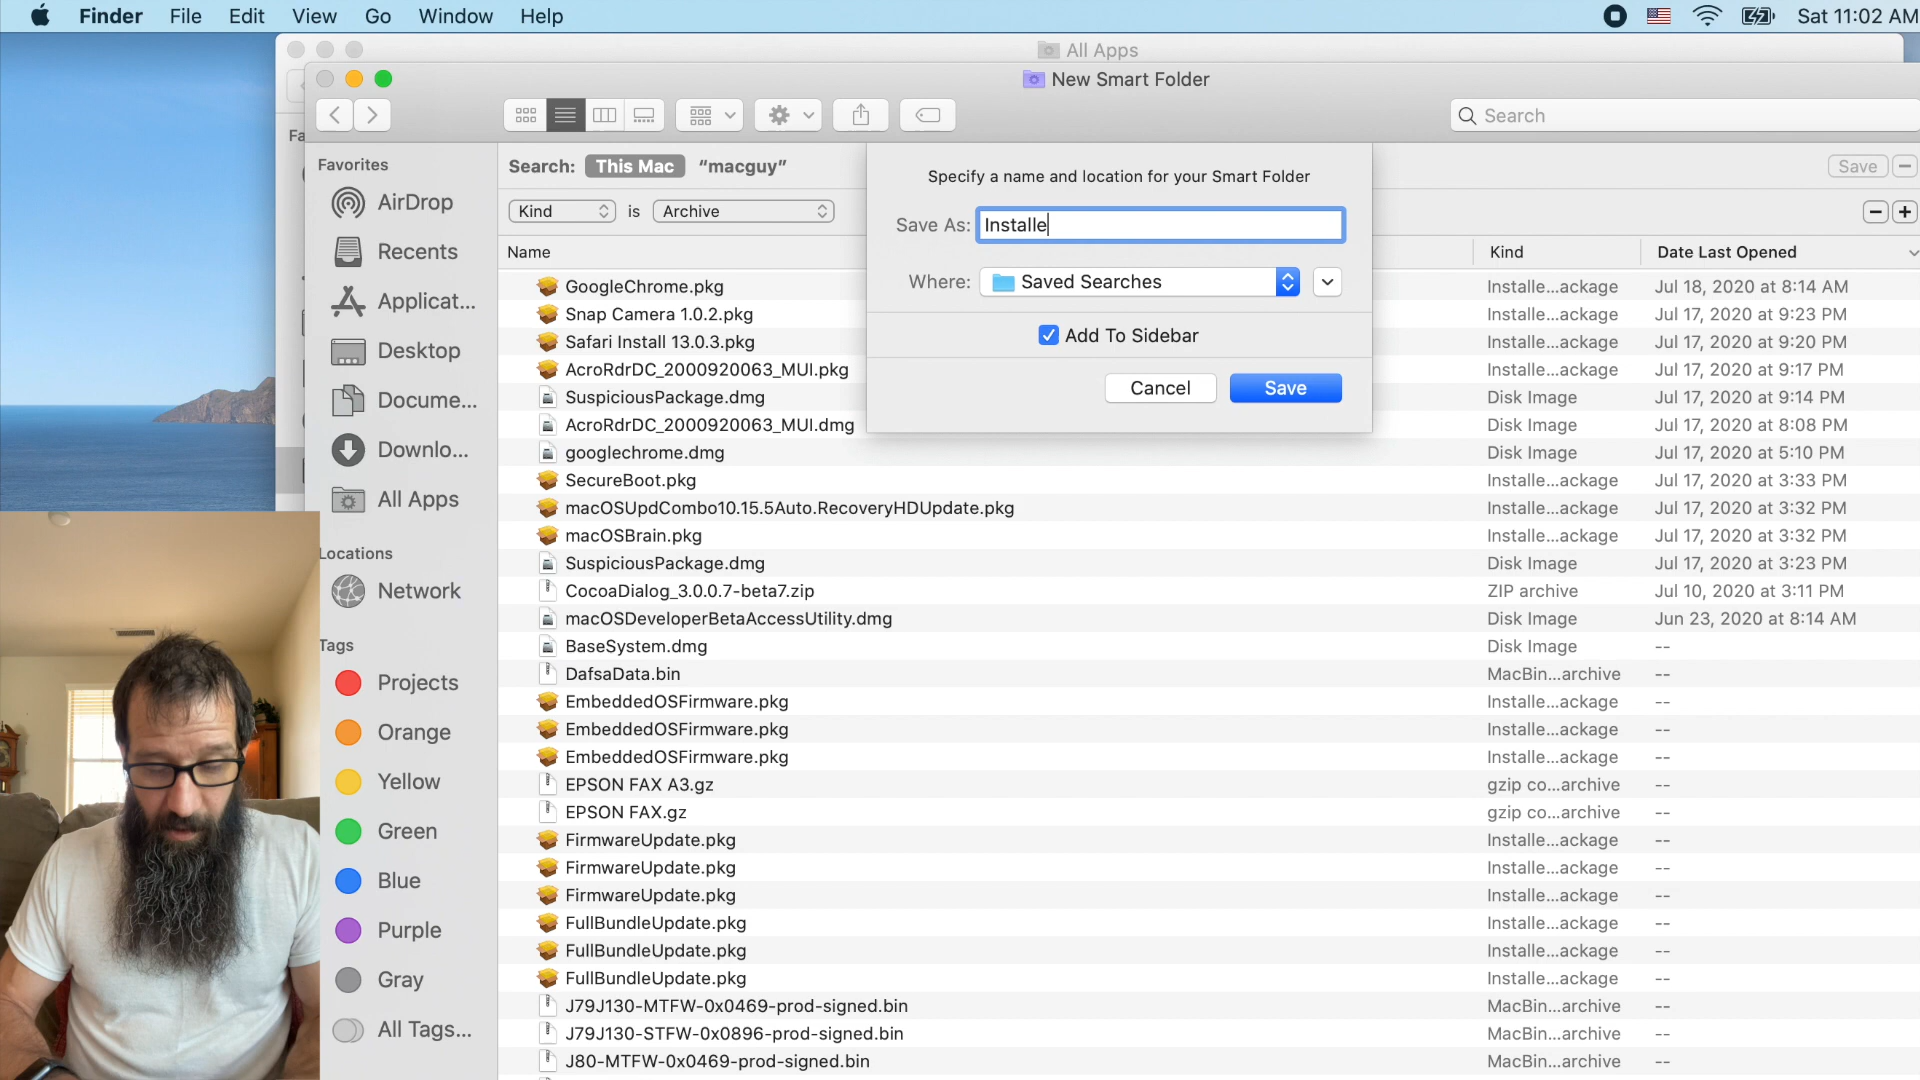 Finder File Edit View Go Window Help
Sat 11:02 AM
All Apps
New Smart Folder
Search
Fa
Favorites
AirDrop
Recents
Applicat...
Desktop
Docume...
Downlo...
All Apps
Locations
Network
Tags
Projects
Orange
Yellow
Green
Blue
Purple
Gray
All Tags...
Search: This Mac “macguy”
Save
Kind is Archive
Specify a name and location for your Smart Folder
Save As: Installe
Where: Saved Searches
Add To Sidebar
Cancel Save
Name Kind Date Last Opened
GoogleChrome.pkg Installe...ackage Jul 18, 2020 at 8:14 AM
Snap Camera 1.0.2.pkg Installe...ackage Jul 17, 2020 at 9:23 PM
Safari Install 13.0.3.pkg Installe...ackage Jul 17, 2020 at 9:20 PM
AcroRdrDC_2000920063_MUI.pkg Installe...ackage Jul 17, 2020 at 9:17 PM
SuspiciousPackage.dmg Disk Image Jul 17, 2020 at 9:14 PM
AcroRdrDC_2000920063_MUI.dmg Disk Image Jul 17, 2020 at 8:08 PM
googlechrome.dmg Disk Image Jul 17, 2020 at 5:10 PM
SecureBoot.pkg Installe...ackage Jul 17, 2020 at 3:33 PM
macOSUpdCombo10.15.5Auto.RecoveryHDUpdate.pkg Installe...ackage Jul 17, 2020 at 3:32 PM
macOSBrain.pkg Installe...ackage Jul 17, 2020 at 3:32 PM
SuspiciousPackage.dmg Disk Image Jul 17, 2020 at 3:23 PM
CocoaDialog_3.0.0.7-beta7.zip ZIP archive Jul 10, 2020 at 3:11 PM
macOSDeveloperBetaAccessUtility.dmg Disk Image Jun 23, 2020 at 8:14 AM
BaseSystem.dmg Disk Image --
DafsaData.bin MacBin...archive --
EmbeddedOSFirmware.pkg Installe...ackage --
EmbeddedOSFirmware.pkg Installe...ackage --
EmbeddedOSFirmware.pkg Installe...ackage --
EPSON FAX A3.gz gzip co...archive --
EPSON FAX.gz gzip co...archive --
FirmwareUpdate.pkg Installe...ackage --
FirmwareUpdate.pkg Installe...ackage --
FirmwareUpdate.pkg Installe...ackage --
FullBundleUpdate.pkg Installe...ackage --
FullBundleUpdate.pkg Installe...ackage --
FullBundleUpdate.pkg Installe...ackage --
J79J130-MTFW-0x0469-prod-signed.bin MacBin...archive --
J79J130-STFW-0x0896-prod-signed.bin MacBin...archive --
J80-MTFW-0x0469-prod-signed.bin MacBin...archive --